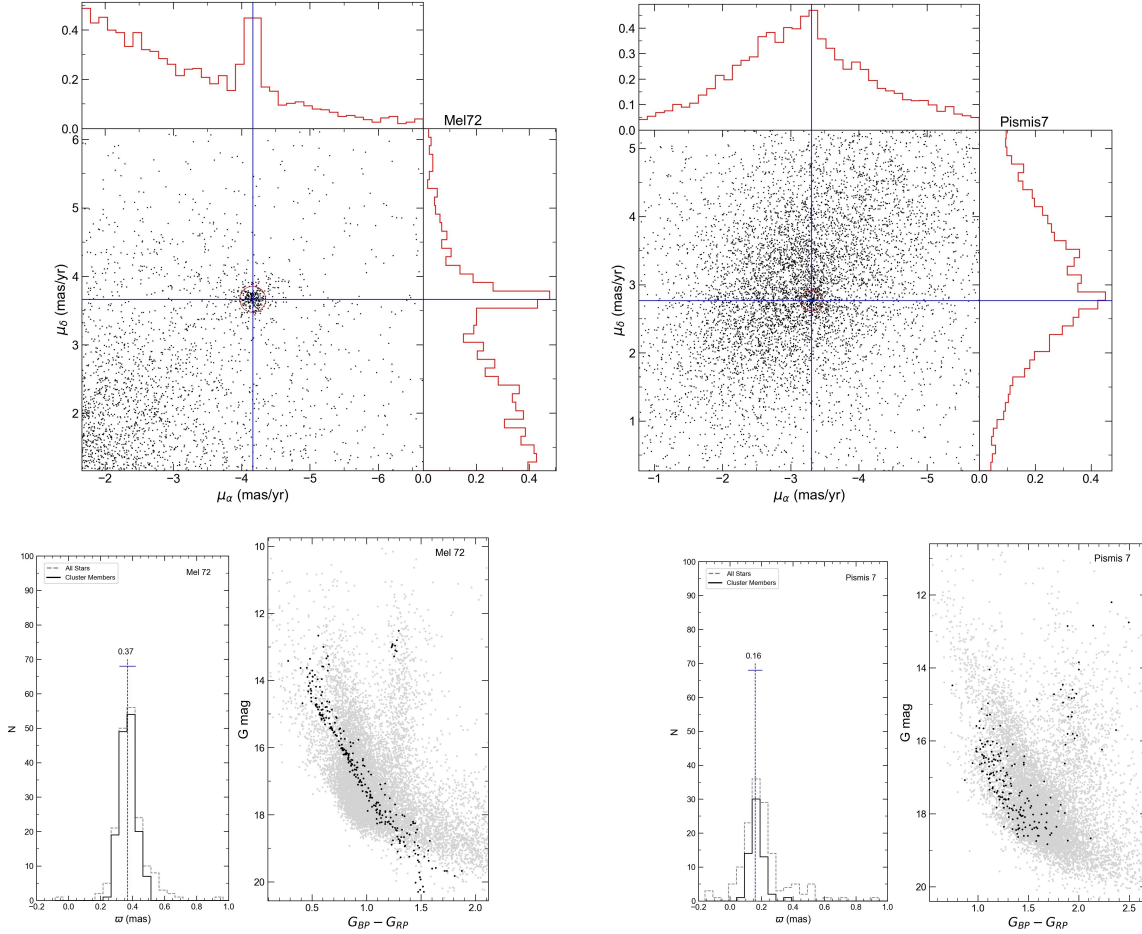 0.4
0.2
0.0
Mel72
6
5
4
3
2
μδ (mas/yr)
-2 -3 -4 -5 -6
0.0 0.2 0.4
μα (mas/yr)
0.4
0.3
0.2
0.1
0.0
Pismis7
5
4
3
2
1
μδ (mas/yr)
-1 -2 -3 -4 -5
0.0 0.2 0.4
μα (mas/yr)
100
90
80
70
60
50
40
30
20
10
0
N
All Stars
Cluster Members
Mel 72
0.37
-0.2 0.0 0.2 0.4 0.6 0.8 1.0
ϖ (mas)
10
12
14
16
18
20
G mag
Mel 72
0.5 1.0 1.5 2.0
GBP − GRP
100
90
80
70
60
50
40
30
20
10
0
N
All Stars
Cluster Members
Pismis 7
0.16
-0.2 0.0 0.2 0.4 0.6 0.8 1.0
ϖ (mas)
12
14
16
18
20
G mag
Pismis 7
1.0 1.5 2.0 2.5
GBP − GRP